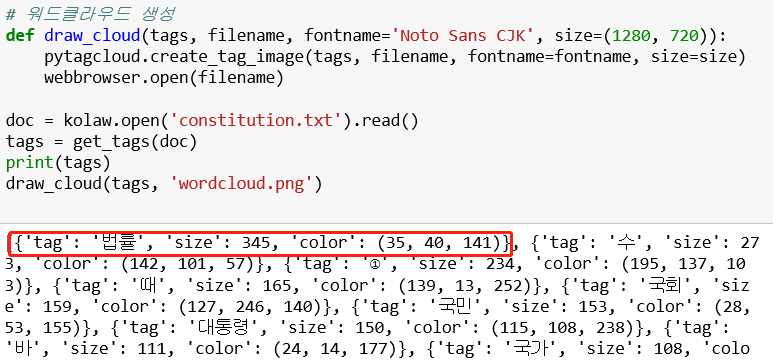 # 워드클라우드 생성
def draw_cloud(tags, filename, fontname='Noto Sans CJK', size=(1280, 720)):
    pytagcloud.create_tag_image(tags, filename, fontname=fontname, size=size)
    webbrowser.open(filename)
doc = kolaw.open('constitution.txt').read()
tags = get_tags(doc)
print(tags)
draw_cloud(tags, 'wordcloud.png')
[{'tag': '법률', 'size': 345, 'color': (35, 40, 141)}, {'tag': '수', 'size': 27
3, 'color': (142, 101, 57)}, {'tag': '①', 'size': 234, 'color': (195, 137, 10
3)}, {'tag': '때', 'size': 165, 'color': (139, 13, 252)}, {'tag': '국회', 'siz
e': 159, 'color': (127, 246, 140)}, {'tag': '국민', 'size': 153, 'color': (28,
53, 155)}, {'tag': '대통령', 'size': 150, 'color': (115, 108, 238)}, {'tag':
'바', 'size': 111, 'color': (24, 14, 177)}, {'tag': '국가', 'size': 108, 'colo